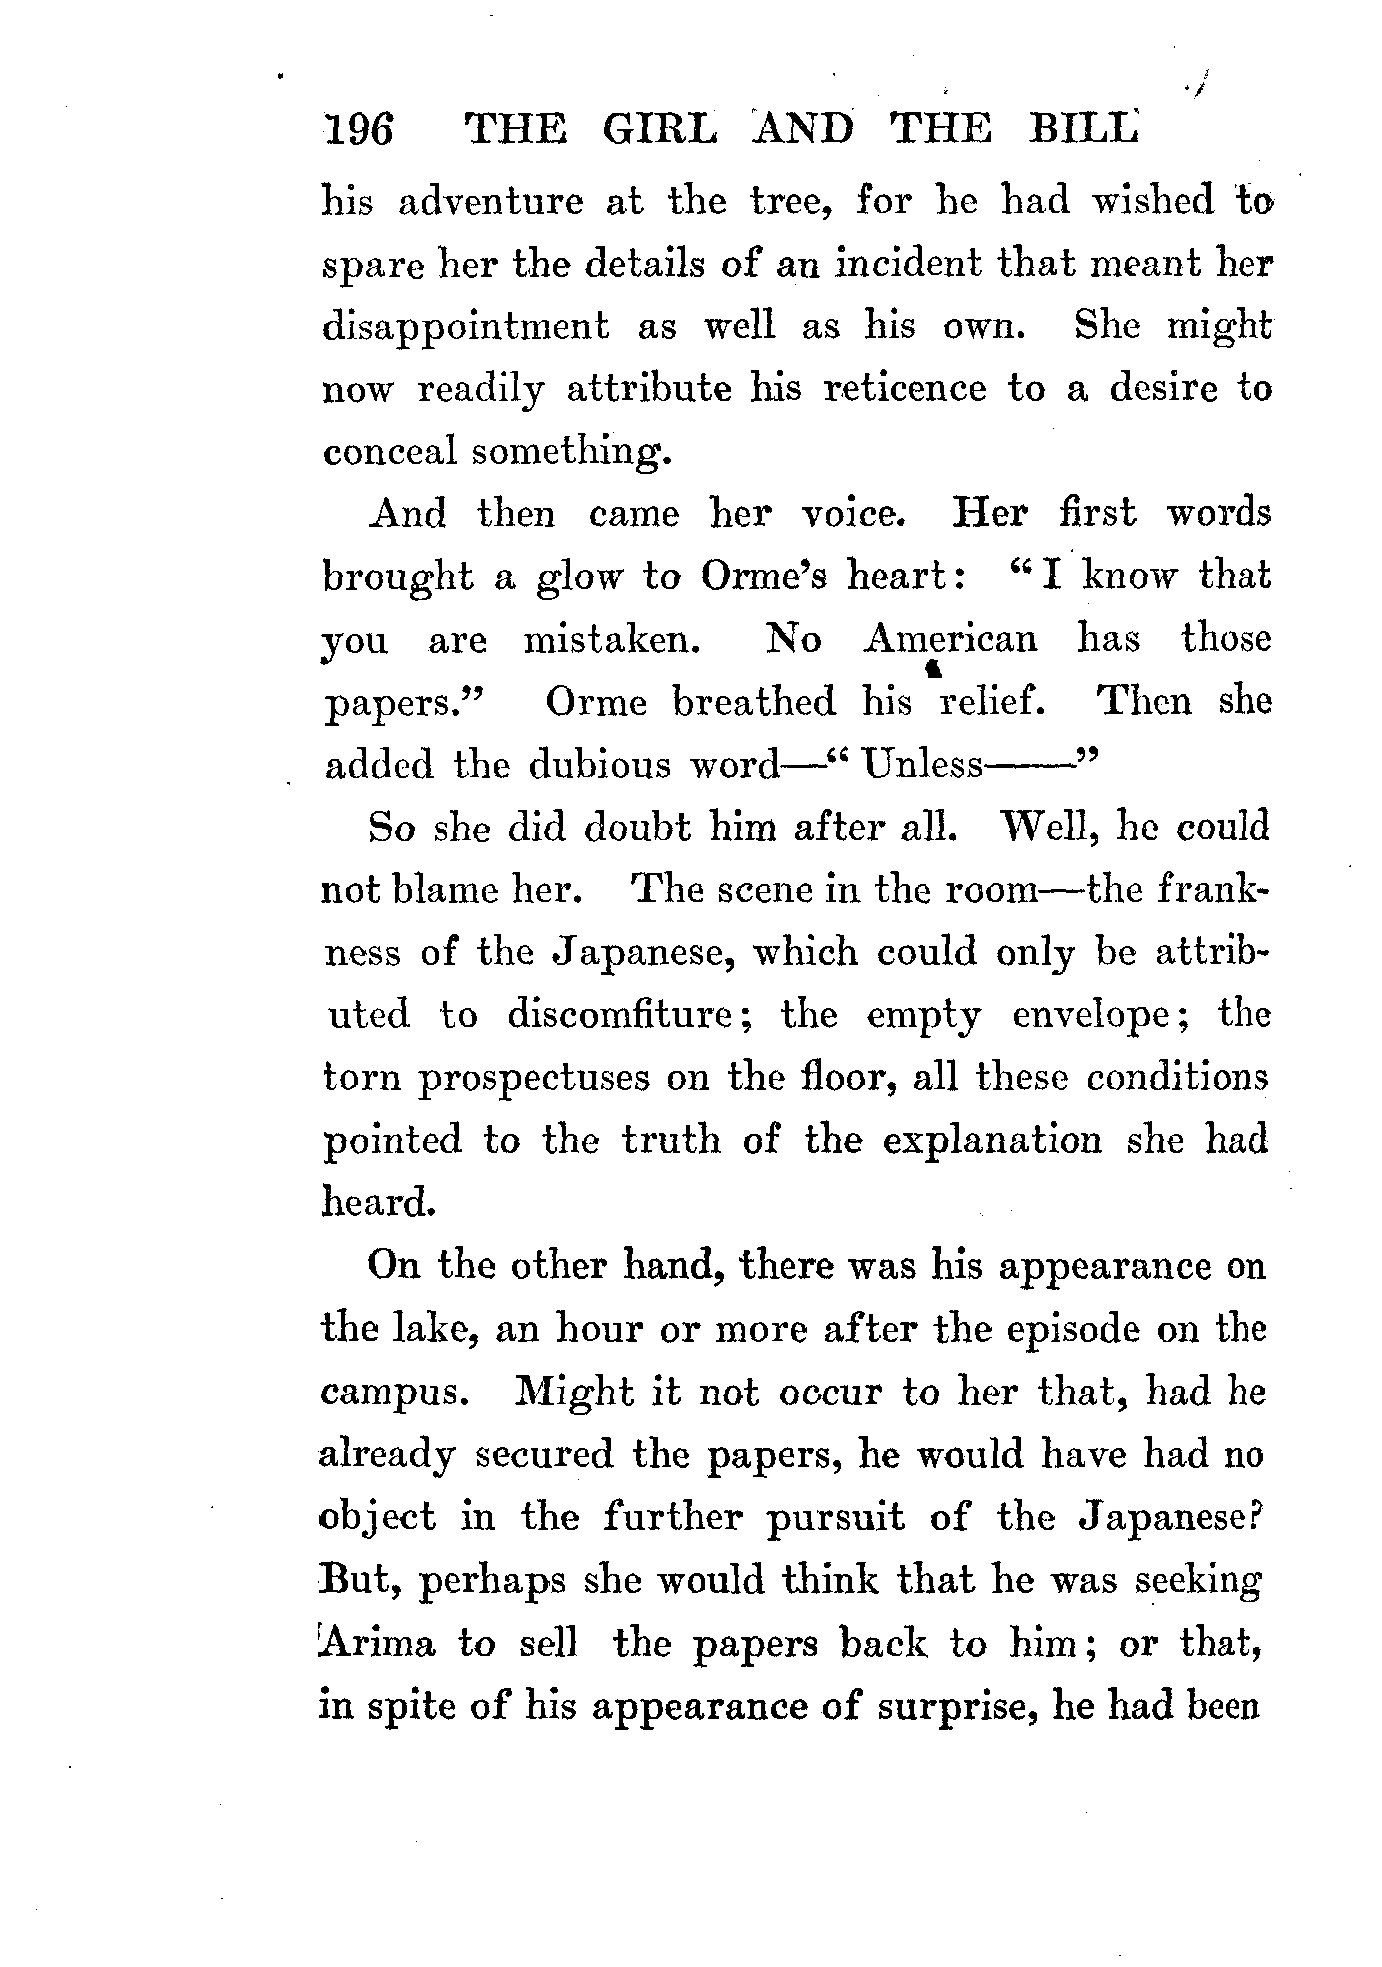 196 THE GIRL AND THE BILL
his adventure at the tree, for he had wished to
spare her the details of an incident that meant her
disappointment as well as his own. She might
now readily attribute his reticence to a desire to
conceal something.
And then came her voice. Her first words
brought a glow to Orme's heart: “I know that
you are mistaken. No American has those
papers.” Orme breathed his relief. Then she
added the dubious word—“Unless——”
So she did doubt him after all. Well, he could
not blame her. The scene in the room—the frank-
ness of the Japanese, which could only be attrib-
uted to discomfiture; the empty envelope; the
torn prospectuses on the floor, all these conditions
pointed to the truth of the explanation she had
heard.
On the other hand, there was his appearance on
the lake, an hour or more after the episode on the
campus. Might it not occur to her that, had he
already secured the papers, he would have had no
object in the further pursuit of the Japanese?
But, perhaps she would think that he was seeking
Arima to sell the papers back to him; or that,
in spite of his appearance of surprise, he had been